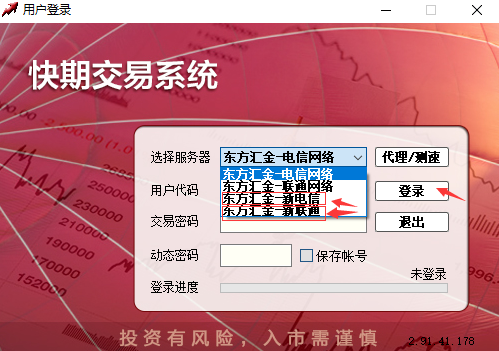 用户登录
快期交易系统
选择服务器 东方汇金-电信网络 代理/测速
东方汇金-电信网络
东方汇金-联通网络
用户代码 登录
东方汇金-新电信
东方汇金-新联通
交易密码 退出
动态密码 保存帐号
未登录
登录进度
投资有风险，入市需谨慎
2.91.41.178